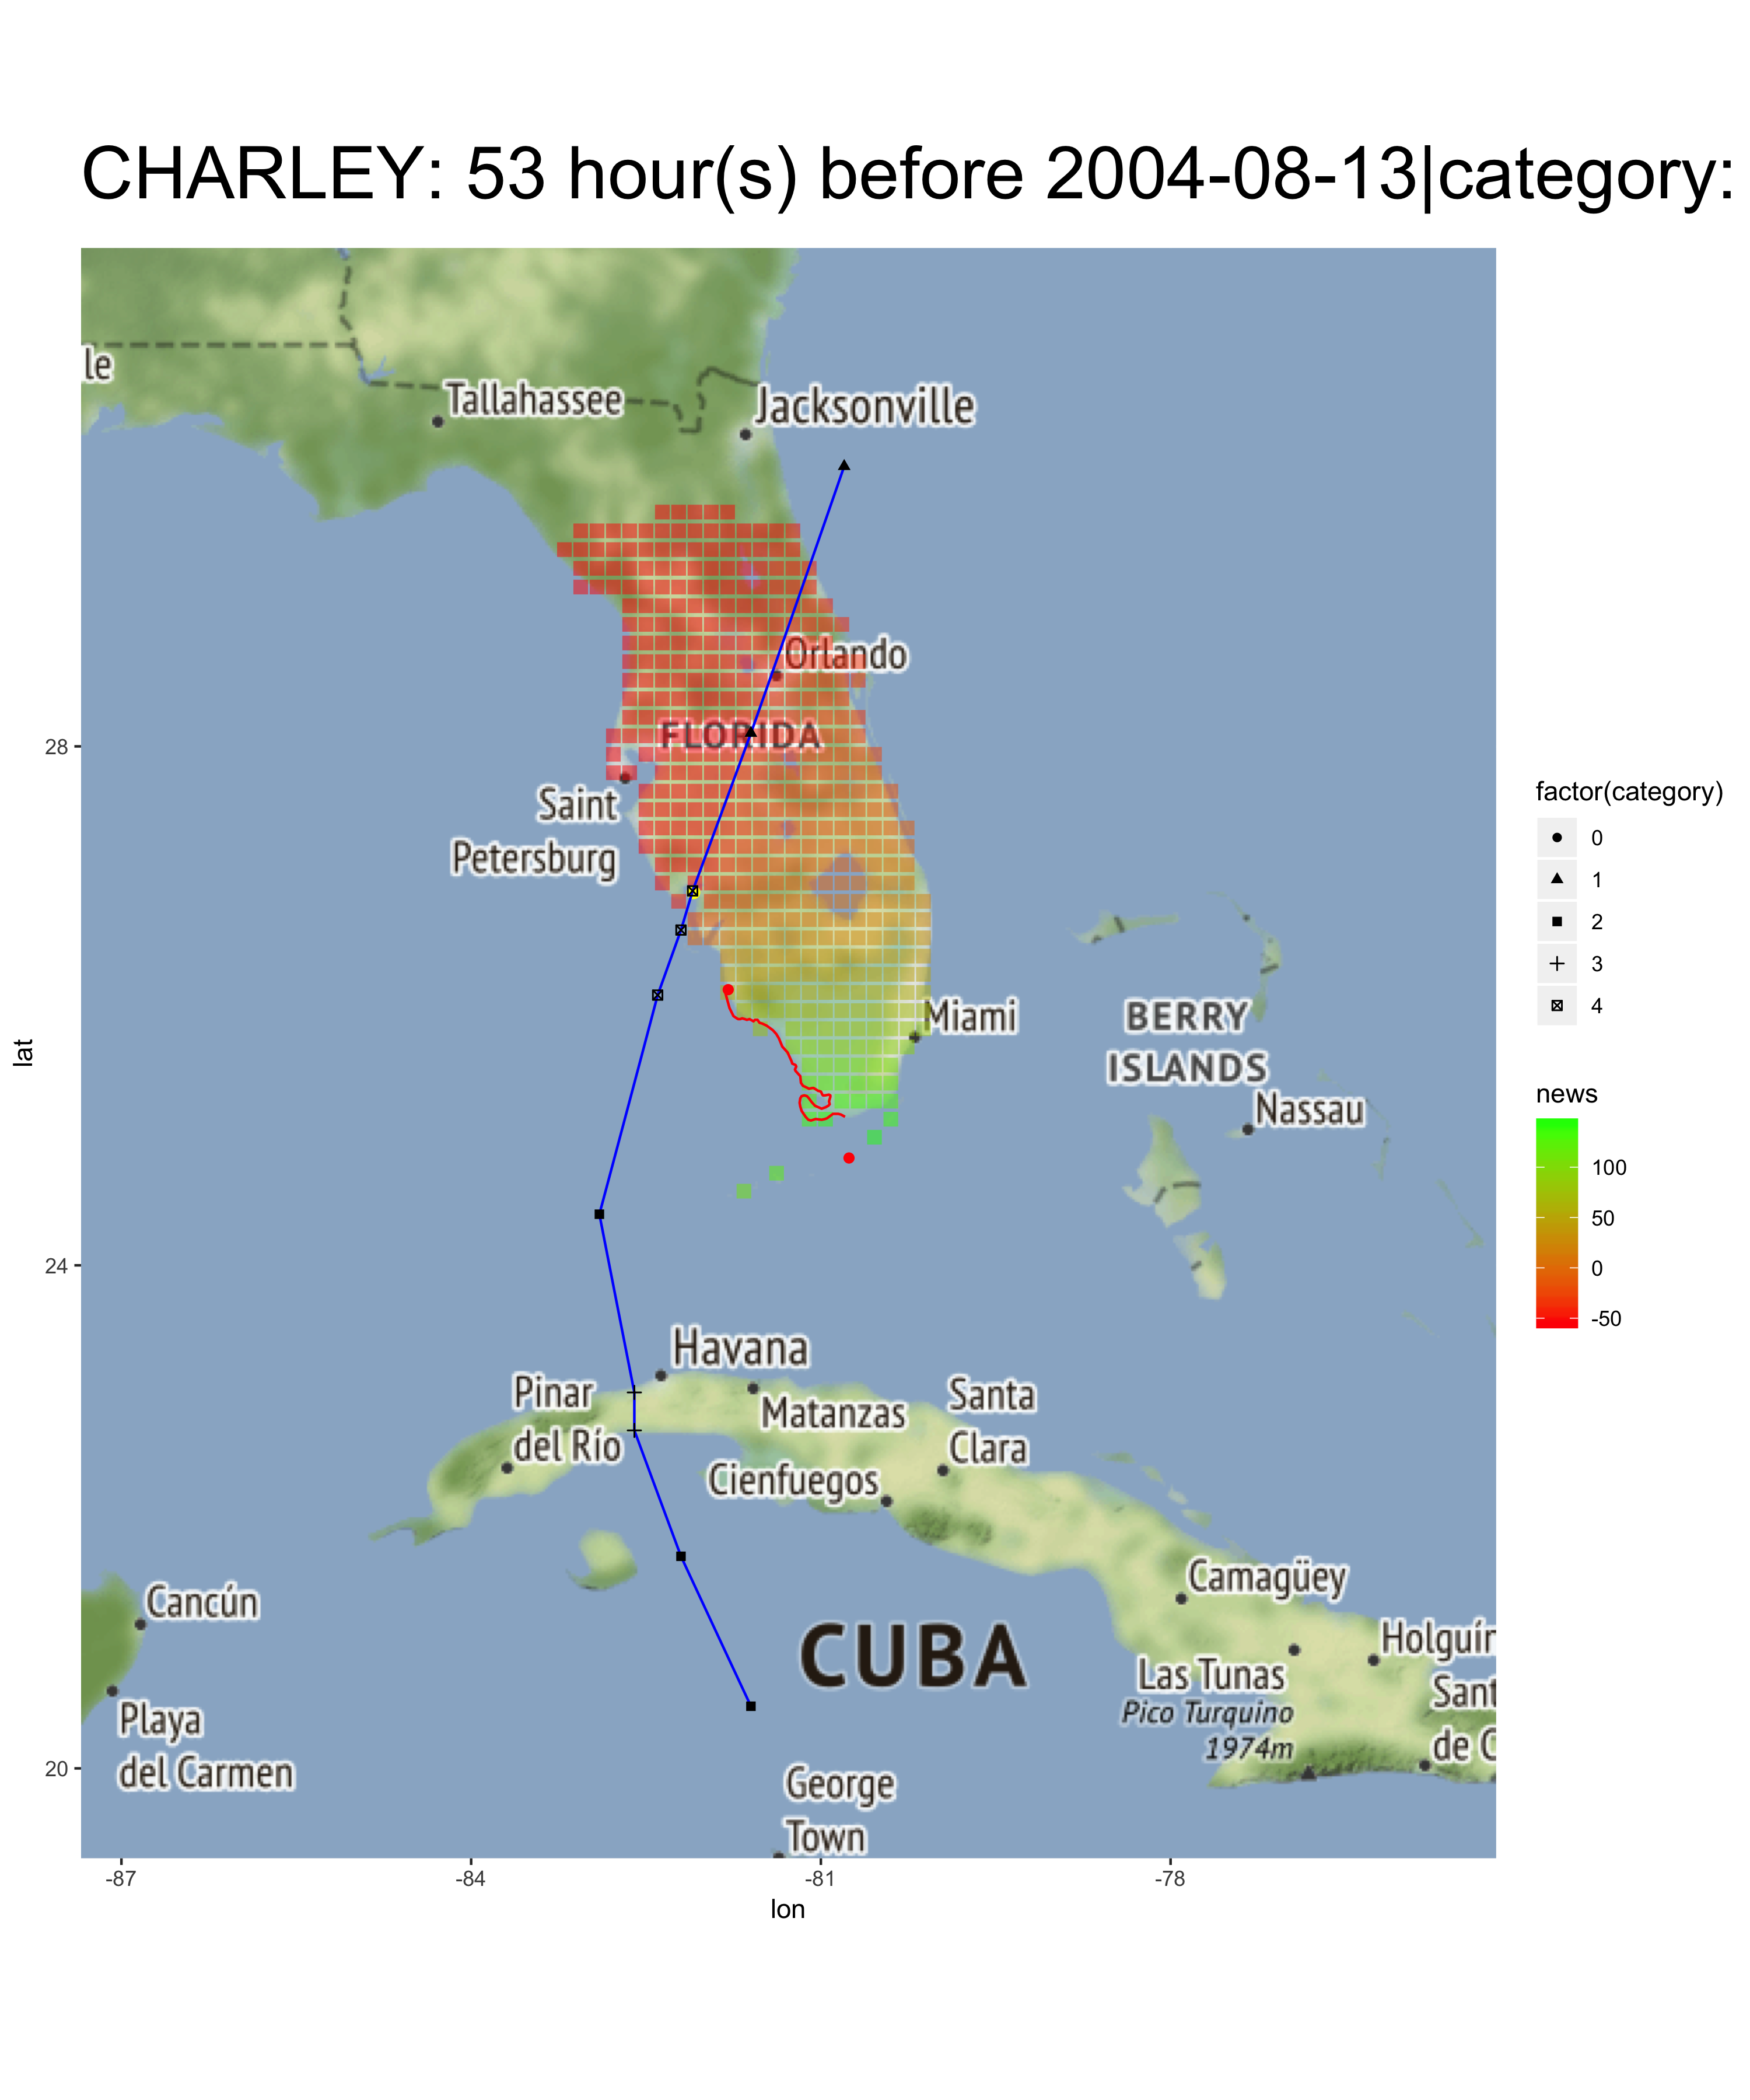 CHARLEY: 53 hour(s) before 2004-08-13|category:
le
Tallahassee
Jacksonville
Orlando
FLORIDA
28
Saint
Petersburg
factor(category)
0
1
2
3
4
Miami
BERRY
ISLANDS
lat
Nassau
news
100
50
0
-50
24
Havana
Pinar
del Río
Matanzas
Santa
Clara
Cienfuegos
Camagüey
Cancún
CUBA
Holguín
Las Tunas
Sant
Pico Turquino
1974m
de C
Playa
del Carmen
20
George
Town
-87
-84
-81
-78
lon